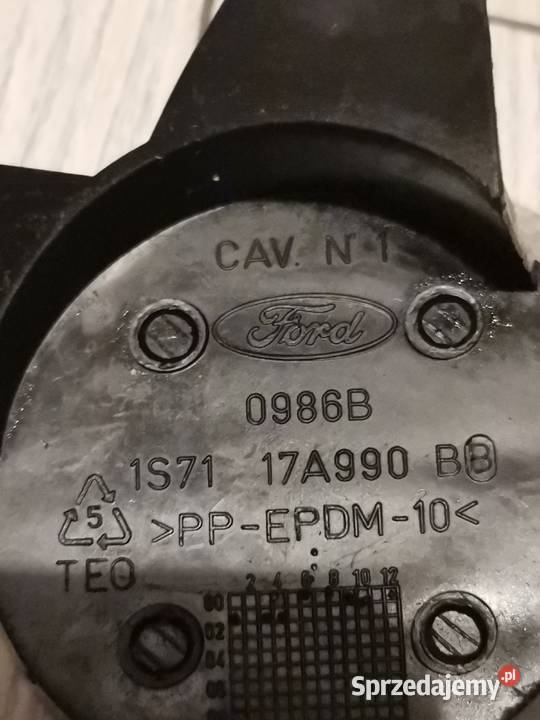 CAV. N 1
Ford
0986B
1S71 17A990 BB
5 >PP-EPDM-10<
TEO
2 4 6 8 10 12
00
02
04
Sprzedajemy.pl